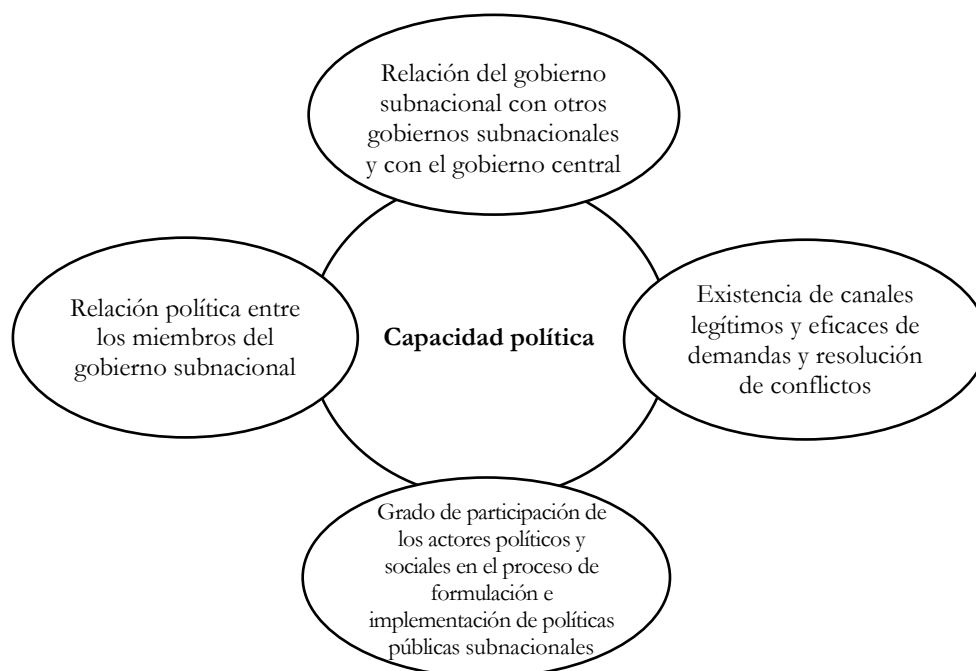 Relación del gobierno
subnacional con otros
gobiernos subnacionales
y con el gobierno central
Relación política entre
los miembros del
gobierno subnacional
Capacidad política
Existencia de canales
legítimos y eficaces de
demandas y resolución
de conflictos
Grado de participación de
los actores políticos y
sociales en el proceso de
formulación e
implementación de políticas
públicas subnacionales